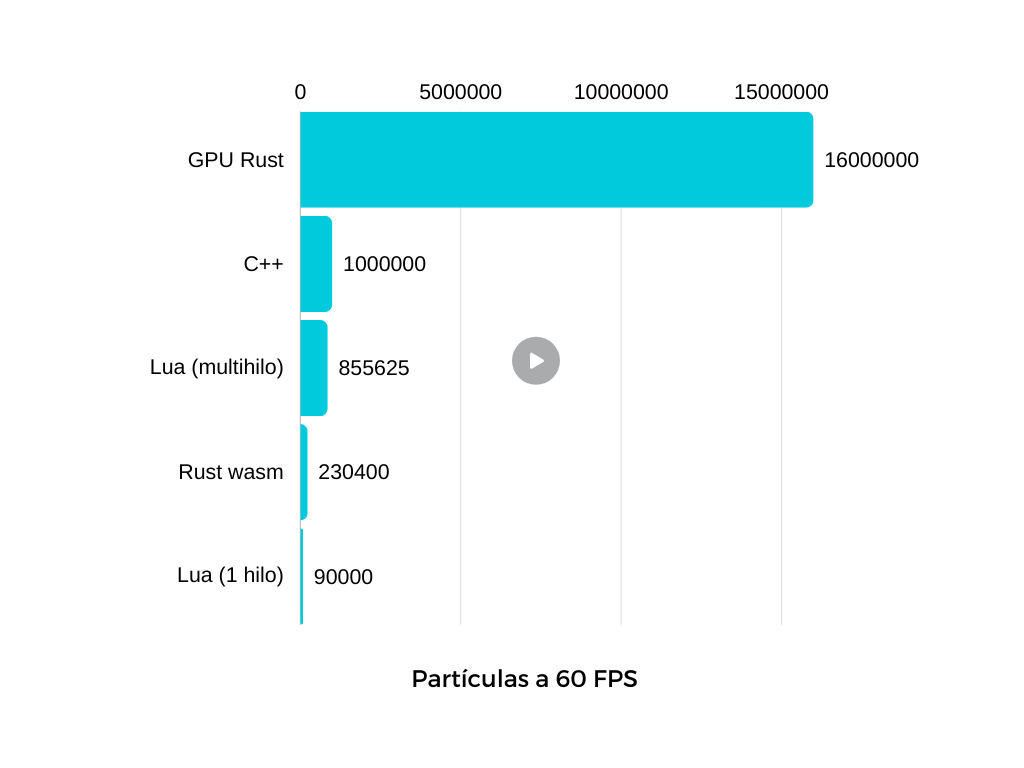 0 5000000 10000000 15000000
GPU Rust 16000000
C++ 1000000
Lua (multihilo) 855625
Rust wasm 230400
Lua (1 hilo) 90000
Partículas a 60 FPS